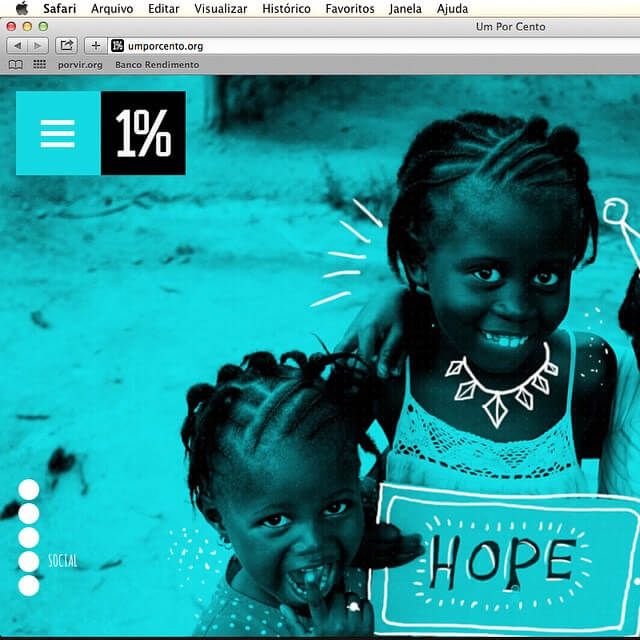 Safari Arquivo Editar Visualizar Histórico Favoritos Janela Ajuda
Um Por Cento
1% umporcento.org
porvir.org Banco Rendimento
1%
SOCIAL
HOPE